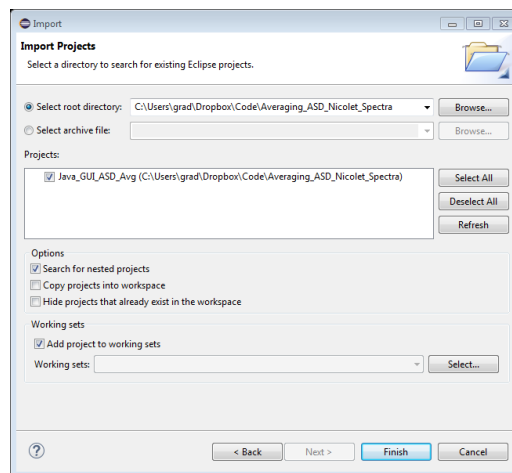 Import
Import Projects
Select a directory to search for existing Eclipse projects.
Select root directory: C:\Users\grad\Dropbox\Code\Averaging_ASD_Nicolet_Spectra Browse...
Select archive file: Browse...
Projects:
Java_GUI_ASD_Avg (C:\Users\grad\Dropbox\Code\Averaging_ASD_Nicolet_Spectra)
Select All
Deselect All
Refresh
Options
Search for nested projects
Copy projects into workspace
Hide projects that already exist in the workspace
Working sets
Add project to working sets
Working sets: Select...
? < Back Next > Finish Cancel